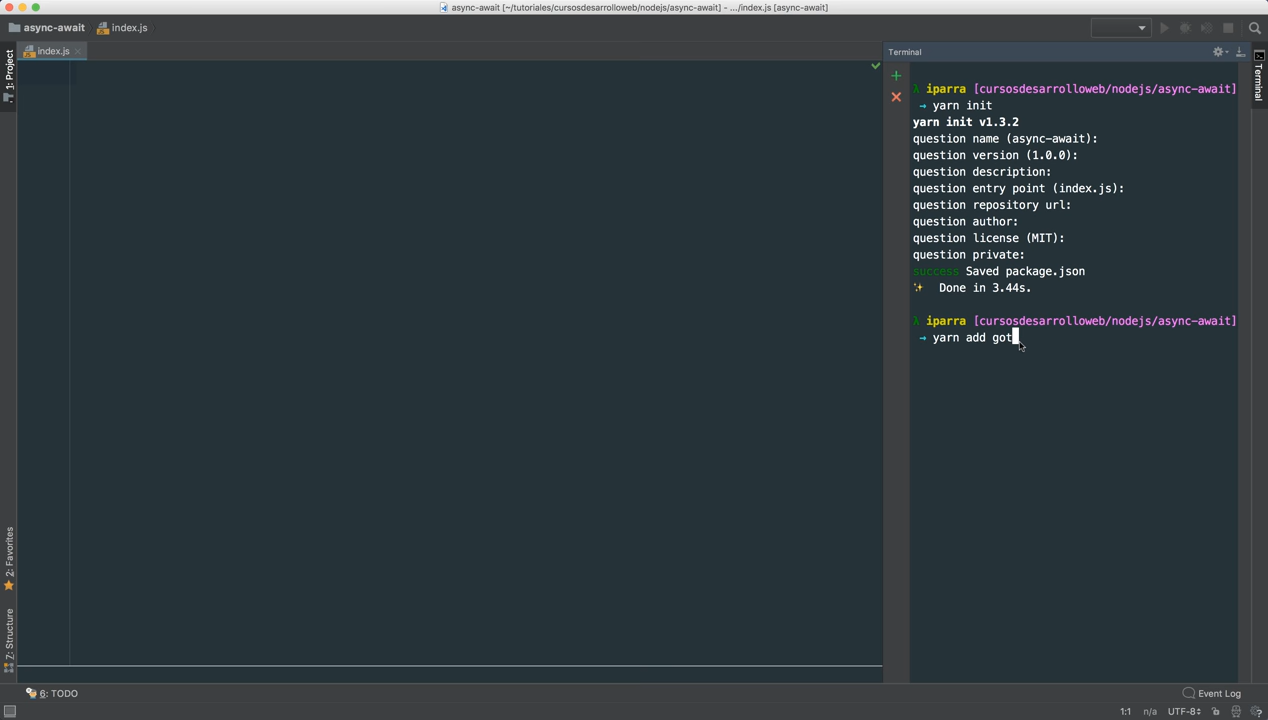 async-await [~/tutoriales/cursosdesarrolloweb/nodejs/async-await] - .../index.js [async-await]
async-await index.js
index.js
Terminal
1: Project
Terminal
λ iparra [cursosdesarrolloweb/nodejs/async-await]
→ yarn init
yarn init v1.3.2
question name (async-await):
question version (1.0.0):
question description:
question entry point (index.js):
question repository url:
question author:
question license (MIT):
question private:
success Saved package.json
✨ Done in 3.44s.
λ iparra [cursosdesarrolloweb/nodejs/async-await]
→ yarn add got
2: Favorites
Z: Structure
6: TODO
Event Log
1:1 n/a UTF-8